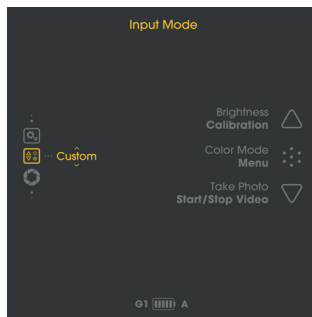 Input Mode
Brightness
Calibration
Custom
Color Mode
Menu
Take Photo
Start/Stop Video
G1 A